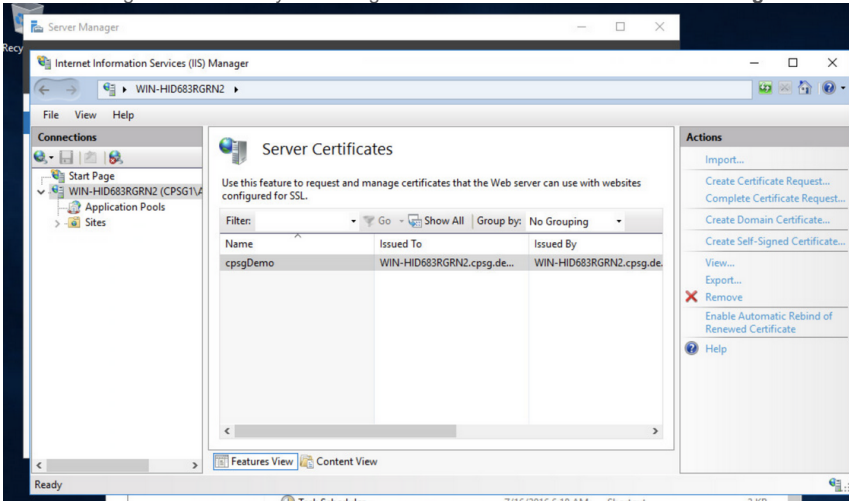 Server Manager
Recy
Internet Information Services (IIS) Manager
WIN-HID683RGRN2
File View Help
Connections
Start Page
WIN-HID683RGRN2 (CPSG1\A
Application Pools
Sites
Server Certificates
Use this feature to request and manage certificates that the Web server can use with websites
configured for SSL.
Filter: Go Show All Group by: No Grouping
Name Issued To Issued By
cpsgDemo WIN-HID683RGRN2.cpsg.de... WIN-HID683RGRN2.cpsg.de.
Features View Content View
Actions
Import...
Create Certificate Request...
Complete Certificate Request...
Create Domain Certificate...
Create Self-Signed Certificate...
View...
Export...
Remove
Enable Automatic Rebind of
Renewed Certificate
Help
Ready